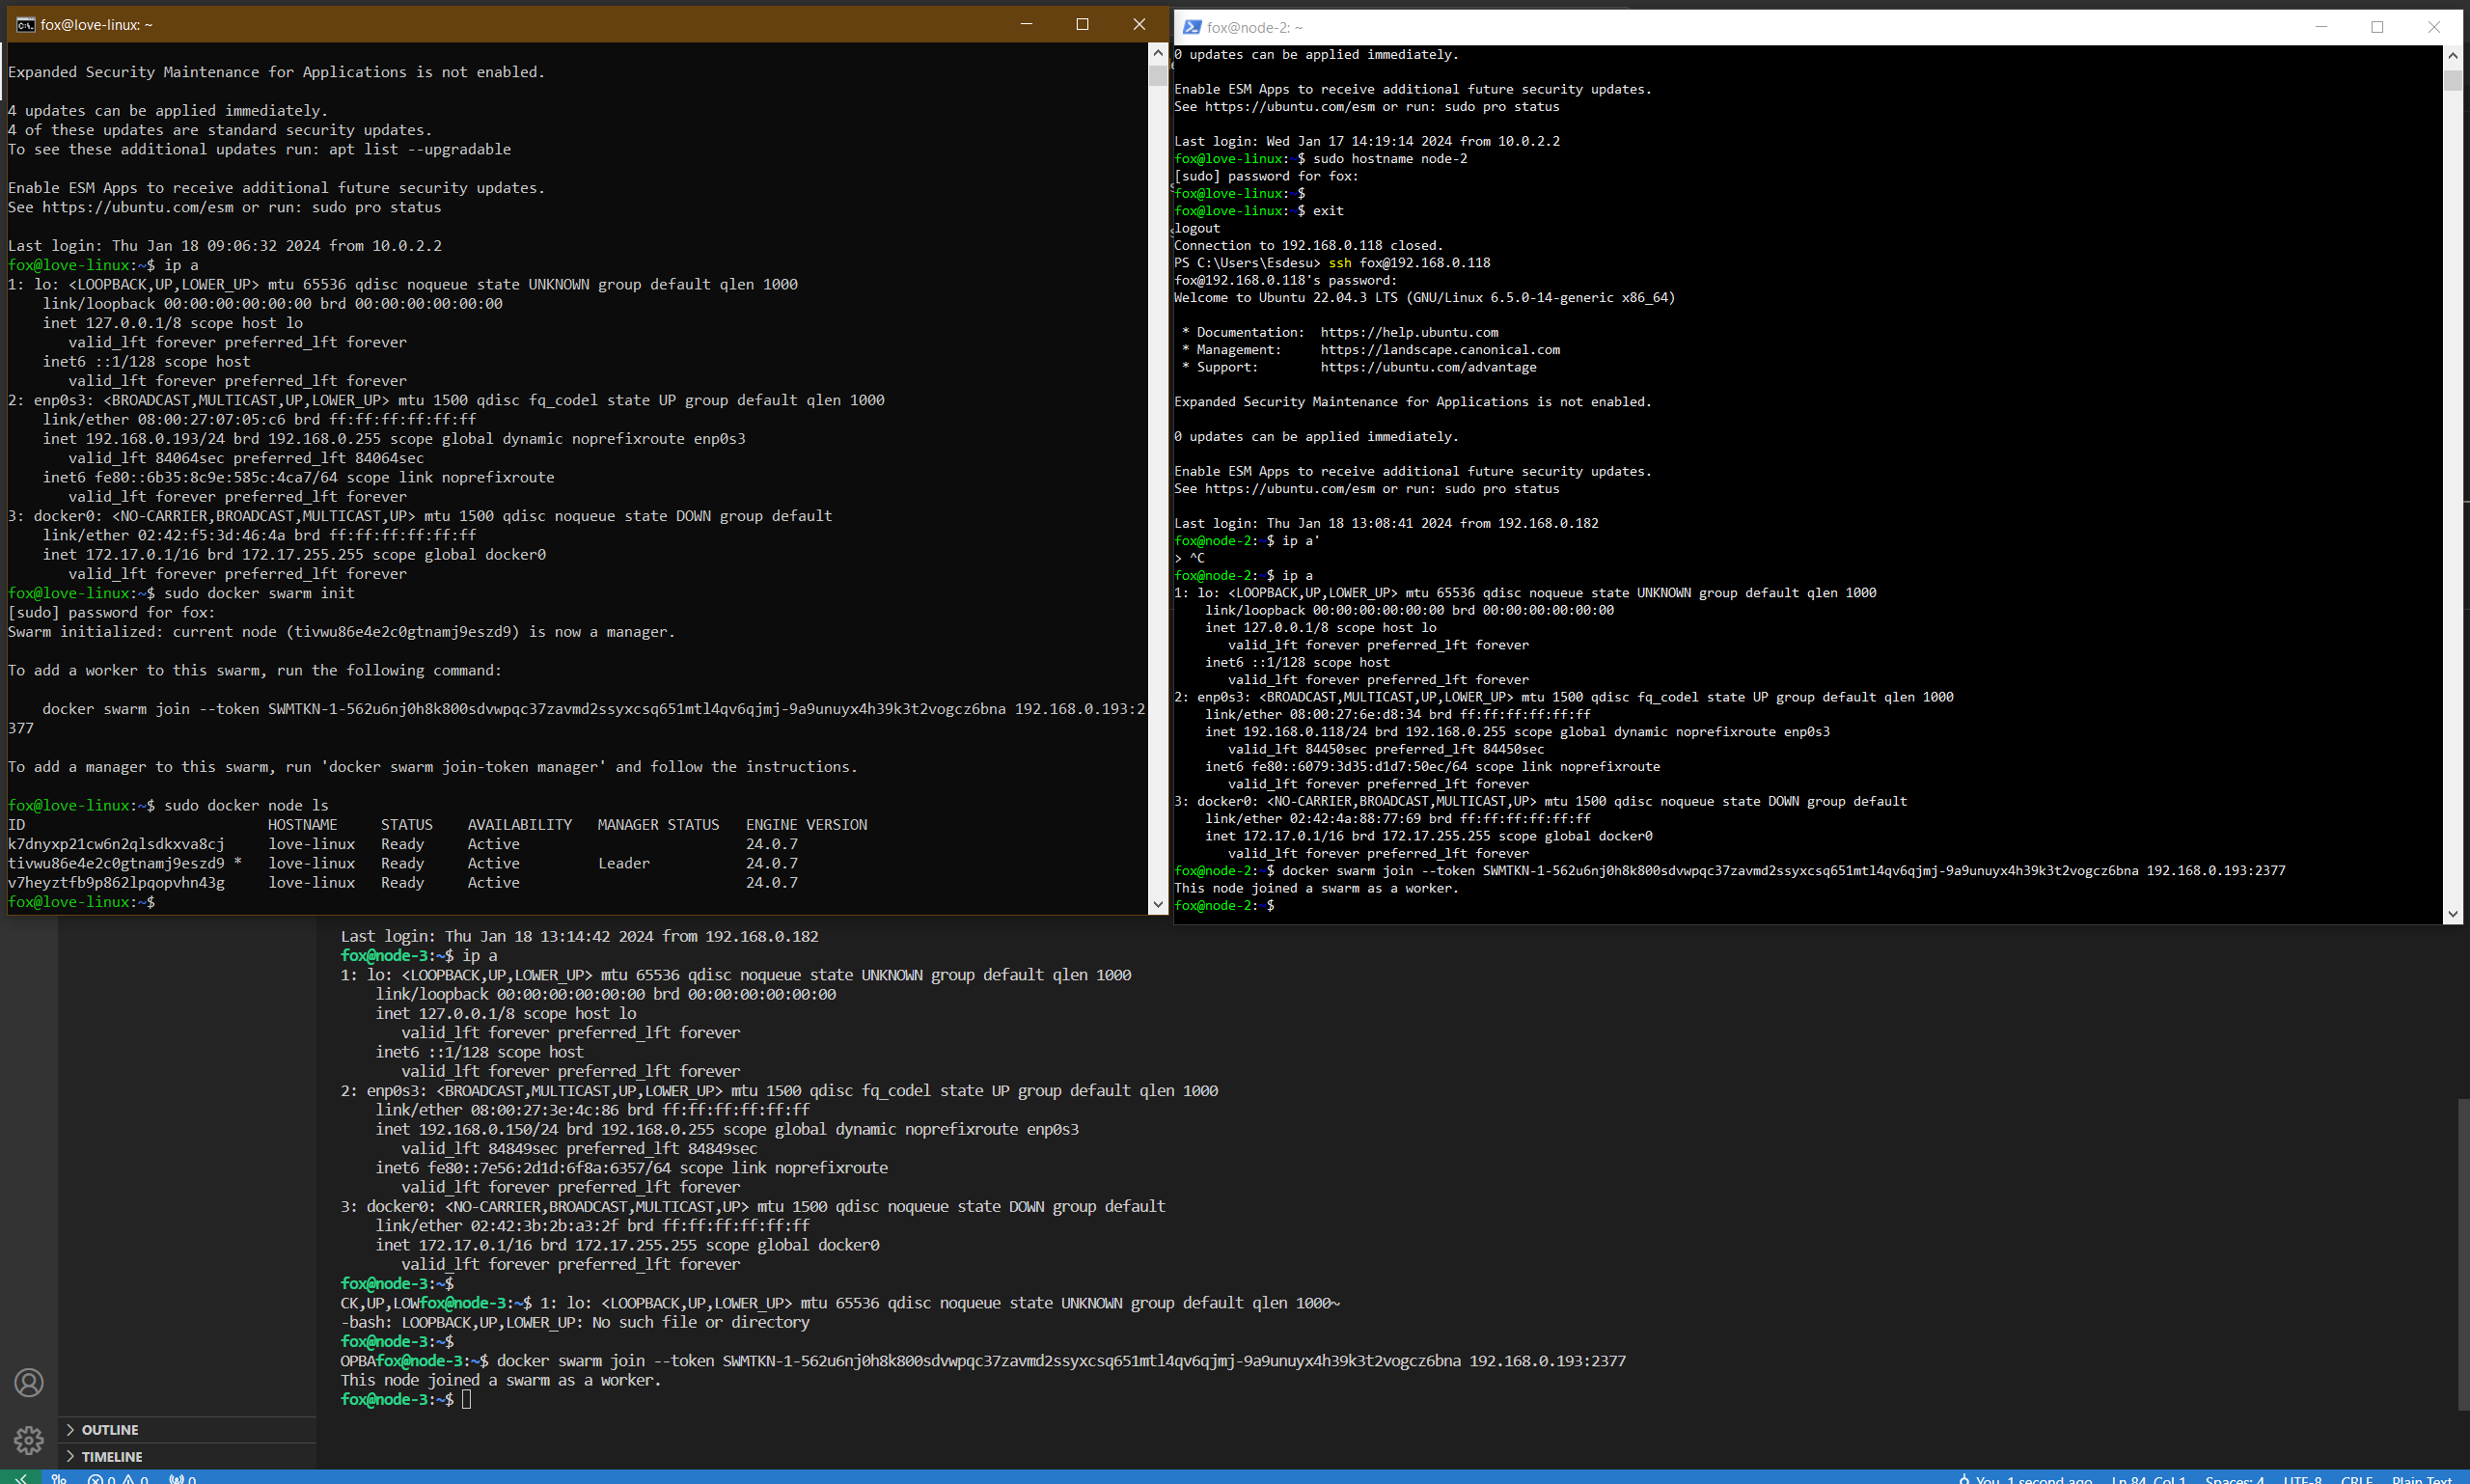 fox@love-linux: ~
Expanded Security Maintenance for Applications is not enabled.
4 updates can be applied immediately.
4 of these updates are standard security updates.
To see these additional updates run: apt list --upgradable
Enable ESM Apps to receive additional future security updates.
See https://ubuntu.com/esm or run: sudo pro status
Last login: Thu Jan 18 09:06:32 2024 from 10.0.2.2
fox@love-linux:~$ ip a
1: lo: <LOOPBACK,UP,LOWER_UP> mtu 65536 qdisc noqueue state UNKNOWN group default qlen 1000
link/loopback 00:00:00:00:00:00 brd 00:00:00:00:00:00
inet 127.0.0.1/8 scope host lo
valid_lft forever preferred_lft forever
inet6 ::1/128 scope host
valid_lft forever preferred_lft forever
2: enp0s3: <BROADCAST,MULTICAST,UP,LOWER_UP> mtu 1500 qdisc fq_codel state UP group default qlen 1000
link/ether 08:00:27:07:05:c6 brd ff:ff:ff:ff:ff:ff
inet 192.168.0.193/24 brd 192.168.0.255 scope global dynamic noprefixroute enp0s3
valid_lft 84064sec preferred_lft 84064sec
inet6 fe80::6b35:8c9e:585c:4ca7/64 scope link noprefixroute
valid_lft forever preferred_lft forever
3: docker0: <NO-CARRIER,BROADCAST,MULTICAST,UP> mtu 1500 qdisc noqueue state DOWN group default
link/ether 02:42:f5:3d:46:4a brd ff:ff:ff:ff:ff:ff
inet 172.17.0.1/16 brd 172.17.255.255 scope global docker0
valid_lft forever preferred_lft forever
fox@love-linux:~$ sudo docker swarm init
[sudo] password for fox:
Swarm initialized: current node (tivwu86e4e2c0gtnamj9eszd9) is now a manager.
To add a worker to this swarm, run the following command:
docker swarm join --token SWMTKN-1-562u6nj0h8k800sdvwpqc37zavmd2ssyxcsq651mtl4qv6qjmj-9a9unuyx4h39k3t2vogcz6bna 192.168.0.193:2
377
To add a manager to this swarm, run 'docker swarm join-token manager' and follow the instructions.
fox@love-linux:~$ sudo docker node ls
ID HOSTNAME STATUS AVAILABILITY MANAGER STATUS ENGINE VERSION
k7dnyxp21cw6n2qlsdkxva8cj love-linux Ready Active 24.0.7
tivwu86e4e2c0gtnamj9eszd9 * love-linux Ready Active Leader 24.0.7
v7heyztfb9p862lpqopvhn43g love-linux Ready Active 24.0.7
fox@love-linux:~$
fox@node-2: ~
0 updates can be applied immediately.
Enable ESM Apps to receive additional future security updates.
See https://ubuntu.com/esm or run: sudo pro status
Last login: Wed Jan 17 14:19:14 2024 from 10.0.2.2
fox@love-linux:~$ sudo hostname node-2
[sudo] password for fox:
fox@love-linux:~$
fox@love-linux:~$ exit
logout
Connection to 192.168.0.118 closed.
PS C:\Users\Esdesu> ssh fox@192.168.0.118
fox@192.168.0.118's password:
Welcome to Ubuntu 22.04.3 LTS (GNU/Linux 6.5.0-14-generic x86_64)
* Documentation: https://help.ubuntu.com
* Management: https://landscape.canonical.com
* Support: https://ubuntu.com/advantage
Expanded Security Maintenance for Applications is not enabled.
0 updates can be applied immediately.
Enable ESM Apps to receive additional future security updates.
See https://ubuntu.com/esm or run: sudo pro status
Last login: Thu Jan 18 13:08:41 2024 from 192.168.0.182
fox@node-2:~$ ip a'
> ^C
fox@node-2:~$ ip a
1: lo: <LOOPBACK,UP,LOWER_UP> mtu 65536 qdisc noqueue state UNKNOWN group default qlen 1000
link/loopback 00:00:00:00:00:00 brd 00:00:00:00:00:00
inet 127.0.0.1/8 scope host lo
valid_lft forever preferred_lft forever
inet6 ::1/128 scope host
valid_lft forever preferred_lft forever
2: enp0s3: <BROADCAST,MULTICAST,UP,LOWER_UP> mtu 1500 qdisc fq_codel state UP group default qlen 1000
link/ether 08:00:27:6e:d8:34 brd ff:ff:ff:ff:ff:ff
inet 192.168.0.118/24 brd 192.168.0.255 scope global dynamic noprefixroute enp0s3
valid_lft 84450sec preferred_lft 84450sec
inet6 fe80::6079:3d35:d1d7:50ec/64 scope link noprefixroute
valid_lft forever preferred_lft forever
3: docker0: <NO-CARRIER,BROADCAST,MULTICAST,UP> mtu 1500 qdisc noqueue state DOWN group default
link/ether 02:42:4a:88:77:69 brd ff:ff:ff:ff:ff:ff
inet 172.17.0.1/16 brd 172.17.255.255 scope global docker0
valid_lft forever preferred_lft forever
fox@node-2:~$ docker swarm join --token SWMTKN-1-562u6nj0h8k800sdvwpqc37zavmd2ssyxcsq651mtl4qv6qjmj-9a9unuyx4h39k3t2vogcz6bna 192.168.0.193:2377
This node joined a swarm as a worker.
fox@node-2:~$
Last login: Thu Jan 18 13:14:42 2024 from 192.168.0.182
fox@node-3:~$ ip a
1: lo: <LOOPBACK,UP,LOWER_UP> mtu 65536 qdisc noqueue state UNKNOWN group default qlen 1000
link/loopback 00:00:00:00:00:00 brd 00:00:00:00:00:00
inet 127.0.0.1/8 scope host lo
valid_lft forever preferred_lft forever
inet6 ::1/128 scope host
valid_lft forever preferred_lft forever
2: enp0s3: <BROADCAST,MULTICAST,UP,LOWER_UP> mtu 1500 qdisc fq_codel state UP group default qlen 1000
link/ether 08:00:27:3e:4c:86 brd ff:ff:ff:ff:ff:ff
inet 192.168.0.150/24 brd 192.168.0.255 scope global dynamic noprefixroute enp0s3
valid_lft 84849sec preferred_lft 84849sec
inet6 fe80::7e56:2d1d:6f8a:6357/64 scope link noprefixroute
valid_lft forever preferred_lft forever
3: docker0: <NO-CARRIER,BROADCAST,MULTICAST,UP> mtu 1500 qdisc noqueue state DOWN group default
link/ether 02:42:3b:2b:a3:2f brd ff:ff:ff:ff:ff:ff
inet 172.17.0.1/16 brd 172.17.255.255 scope global docker0
valid_lft forever preferred_lft forever
fox@node-3:~$
CK,UP,LOWfox@node-3:~$ 1: lo: <LOOPBACK,UP,LOWER_UP> mtu 65536 qdisc noqueue state UNKNOWN group default qlen 1000~
-bash: LOOPBACK,UP,LOWER_UP: No such file or directory
fox@node-3:~$
OPBAfox@node-3:~$ docker swarm join --token SWMTKN-1-562u6nj0h8k800sdvwpqc37zavmd2ssyxcsq651mtl4qv6qjmj-9a9unuyx4h39k3t2vogcz6bna 192.168.0.193:2377
This node joined a swarm as a worker.
fox@node-3:~$
OUTLINE
TIMELINE
0 0 0 You, 1 second ago Ln 84, Col 1 Spaces: 4 UTF-8 CRLF Plain Text